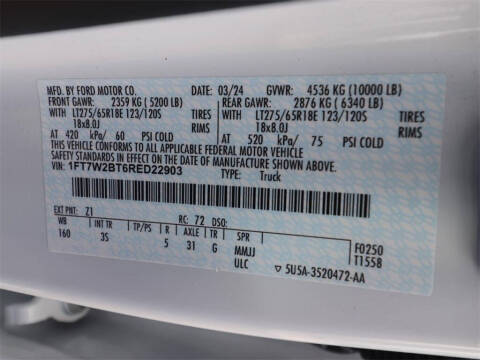 MFD. BY FORD MOTOR CO. 03/24 GVWR: 4536 KG (10000 LB)
FRONT GAWR: 2359 KG (5200 LB) REAR GAWR: 2876 KG (6340 LB)
WITH LT275/65R18E 123/120S TIRES WITH LT275/65R18E 123/120S TIRES
18x8.0J RIMS 18x8.0J RIMS
AT 420 kPa/ 60 PSI COLD AT 520 kPa/ 75 PSI COLD
THIS VEHICLE CONFORMS TO ALL APPLICABLE FEDERAL MOTOR VEHICLE
SAFETY STANDARDS IN EFFECT ON THE DATE OF MANUFACTURE SHOWN ABOVE.
VIN: 1FT7W2BT6RED22903
TYPE: Truck
EXT PNT: Z1 RC: 72 DSO:
WB INT TR TP/PS R AXLE TR SPR F0250
160 3S 5 31 G MMJJ T1558
ULC ▽5U5A-3520472-AA